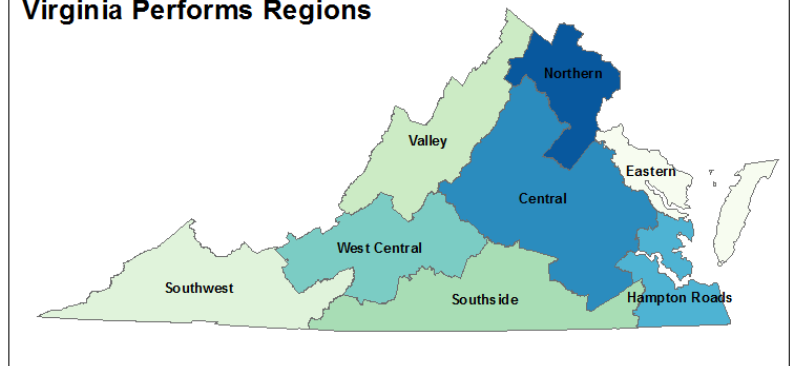 Virginia Performs Regions
Northern
Valley
Eastern
Central
West Central
Southwest
Southside
Hampton Roads